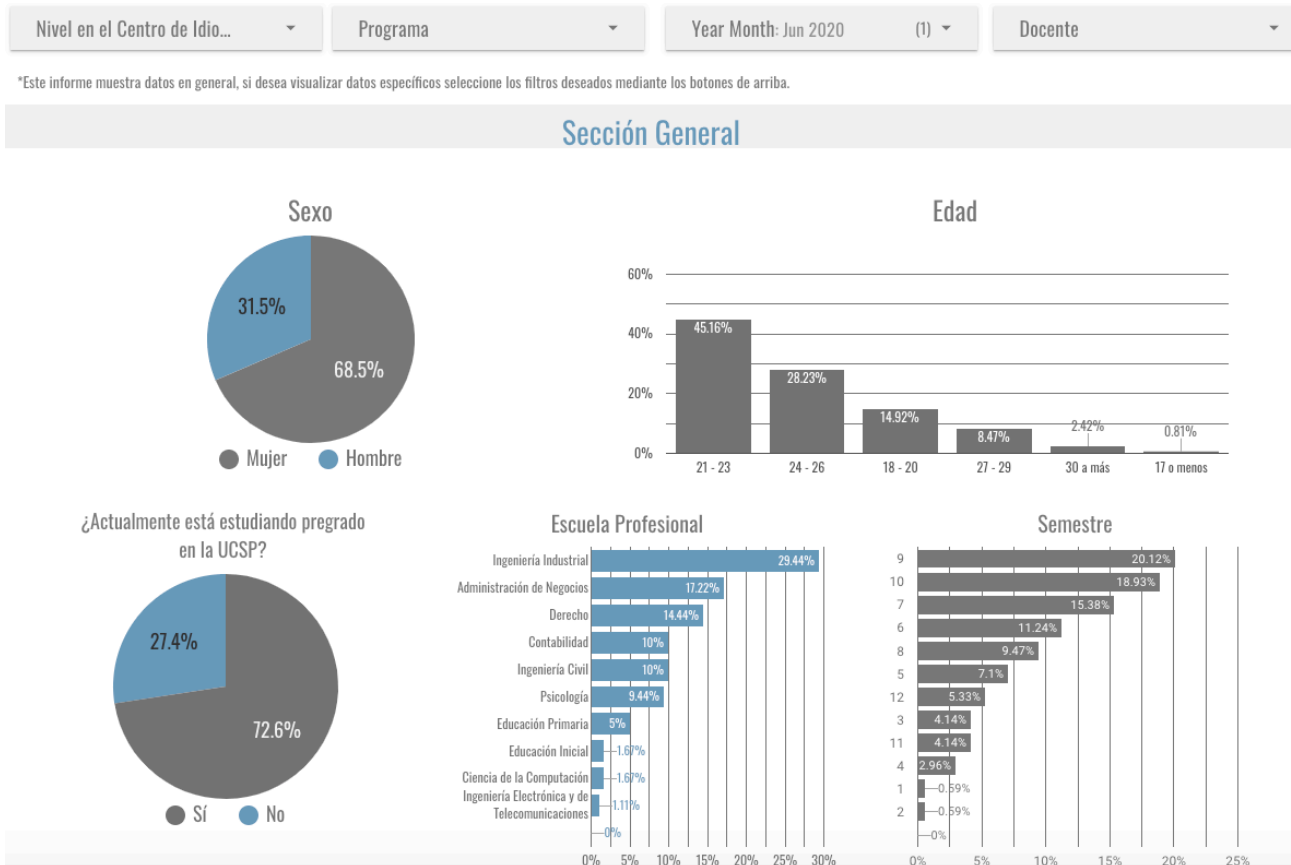 Nivel en el Centro de Idio...
Programa
Year Month: Jun 2020 (1)
Docente
*Este informe muestra datos en general, si desea visualizar datos específicos seleccione los filtros deseados mediante los botones de arriba.
Sección General
Sexo
31.5%
68.5%
Mujer Hombre
Edad
60%
40%
20%
0%
45.16%
28.23%
14.92%
8.47%
2.42%
0.81%
21 - 23 24 - 26 18 - 20 27 - 29 30 a más 17 o menos
¿Actualmente está estudiando pregrado
en la UCSP?
27.4%
72.6%
Sí No
Escuela Profesional
Ingeniería Industrial 29.44%
Administración de Negocios 17.22%
Derecho 14.44%
Contabilidad 10%
Ingeniería Civil 10%
Psicología 9.44%
Educación Primaria 5%
Educación Inicial 1.67%
Ciencia de la Computación 1.67%
Ingeniería Electrónica y de
Telecomunicaciones 1.11%
0%
0% 5% 10% 15% 20% 25% 30%
Semestre
9 20.12%
10 18.93%
7 15.38%
6 11.24%
8 9.47%
5 7.1%
12 5.33%
3 4.14%
11 4.14%
4 2.96%
1 0.59%
2 0.59%
0%
0% 5% 10% 15% 20% 25%